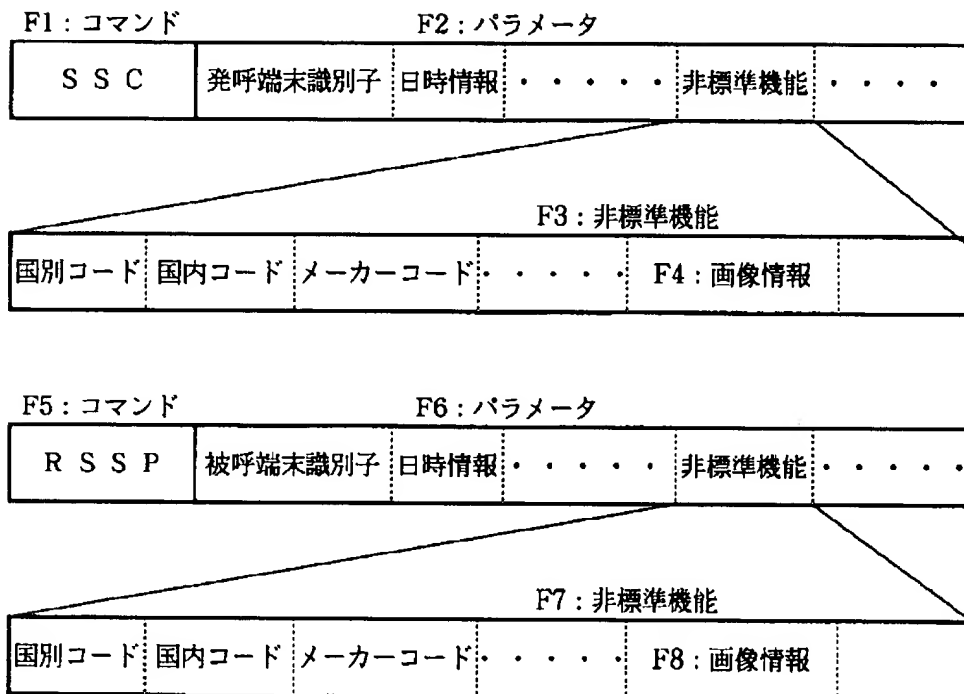 F1：コマンド F2：パラメータ
ＳＳＣ 発呼端末識別子 日時情報 ・・・・・ 非標準機能 ・・・・
F3：非標準機能
国別コード 国内コード メーカーコード ・・・・・ F4：画像情報
F5：コマンド F6：パラメータ
ＲＳＳＰ 被呼端末識別子 日時情報 ・・・・・ 非標準機能 ・・・・・
F7：非標準機能
国別コード 国内コード メーカーコード ・・・・・ F8：画像情報